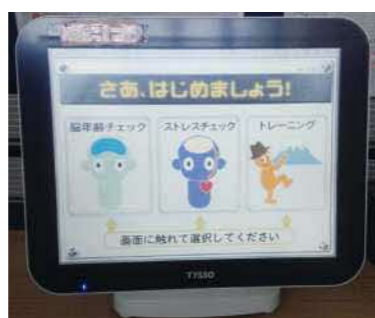 さあ、はじめましょう!
脳年齢チェック
ストレスチェック
トレーニング
画面に触れて選択してください
TYSSO